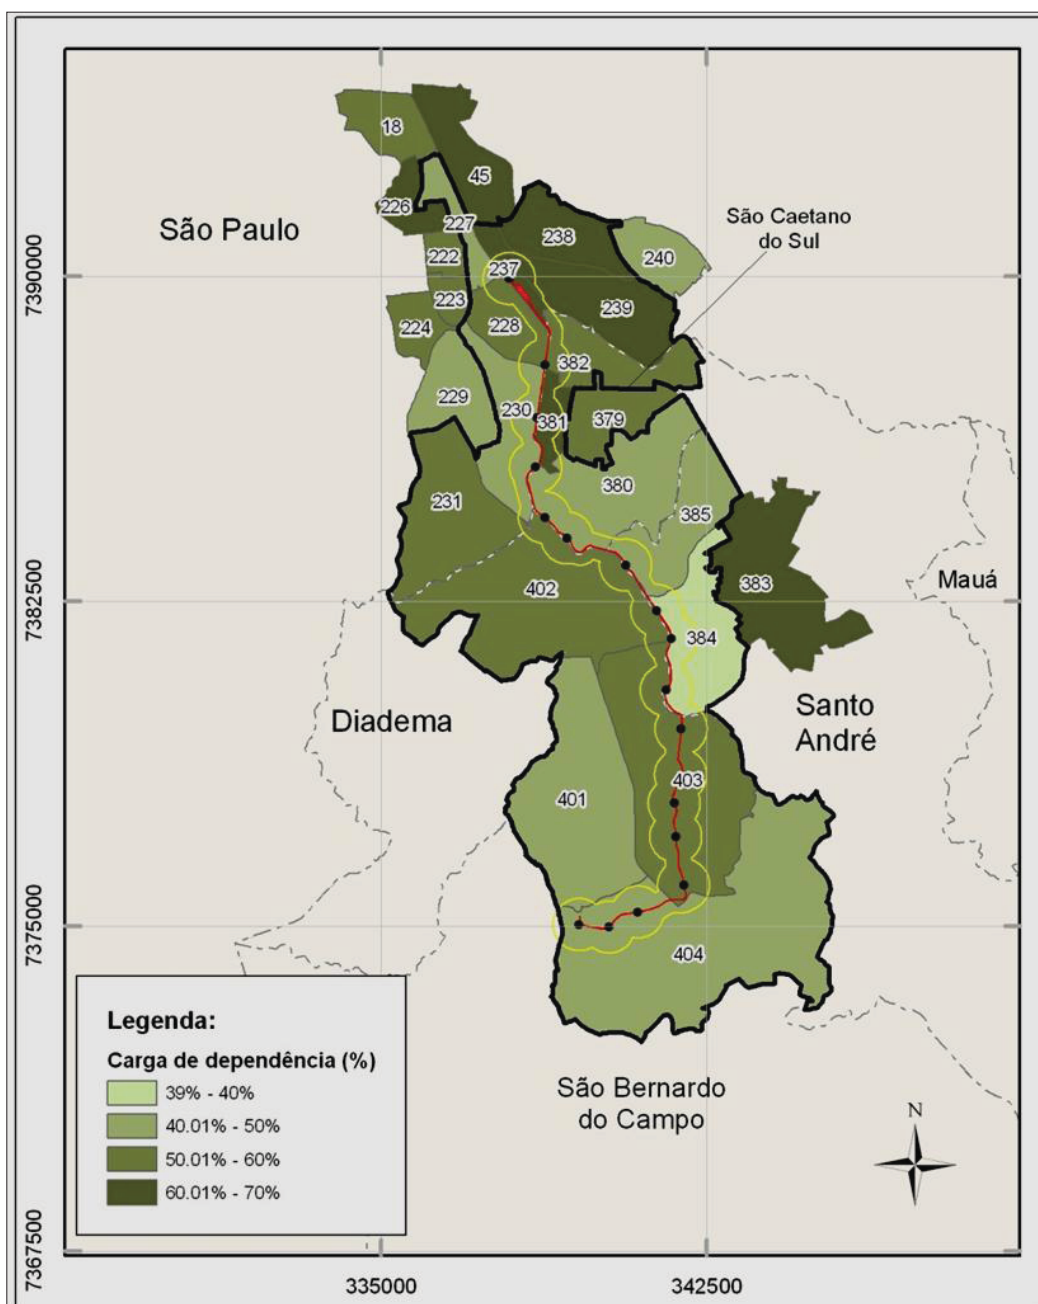 18
45
226
227
São Paulo
São Caetano
do Sul
238
222
240
237
7390000
223
239
224
228
382
229
230
381
379
380
231
385
383
Mauá
402
7382500
384
Diadema
Santo
André
403
401
7375000
404
Legenda:
Carga de dependência (%)
39% - 40%
40.01% - 50%
50.01% - 60%
60.01% - 70%
São Bernardo
do Campo
N
7367500
335000
342500